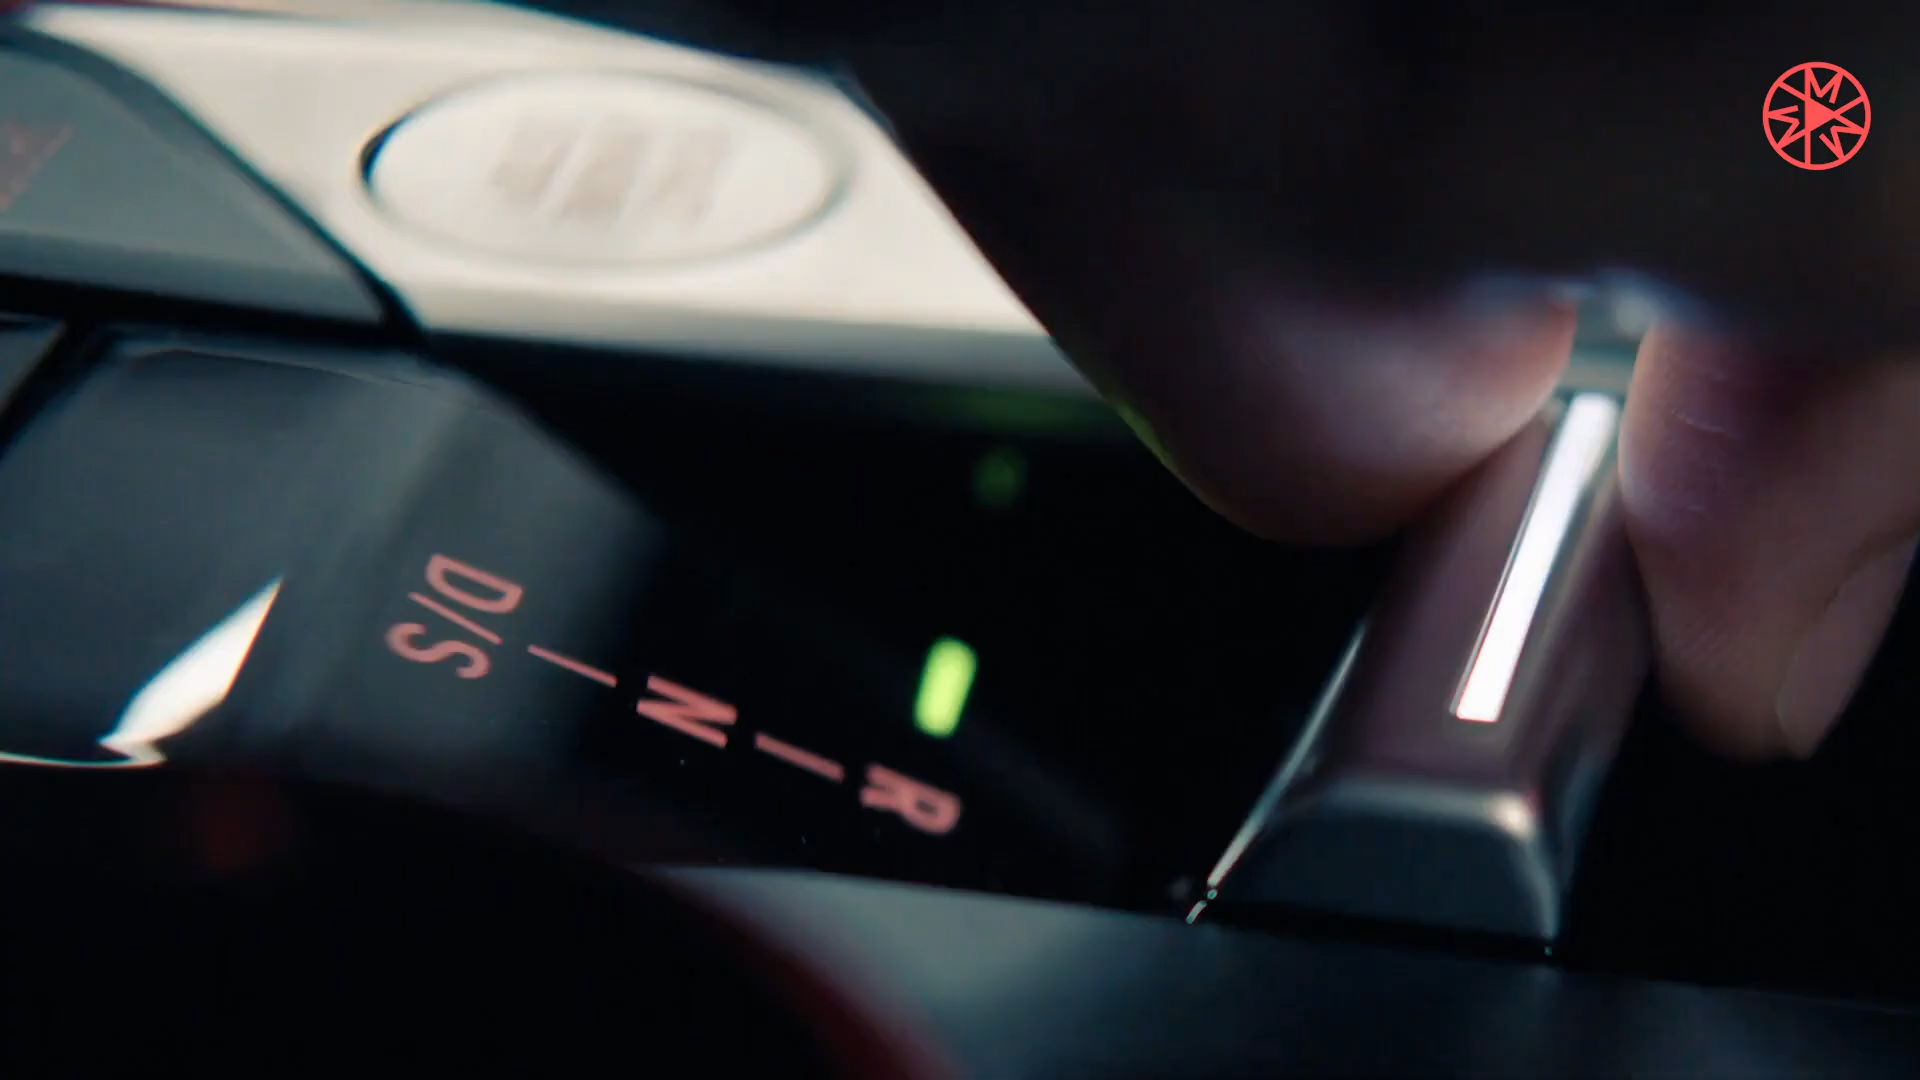 D/S — N — R